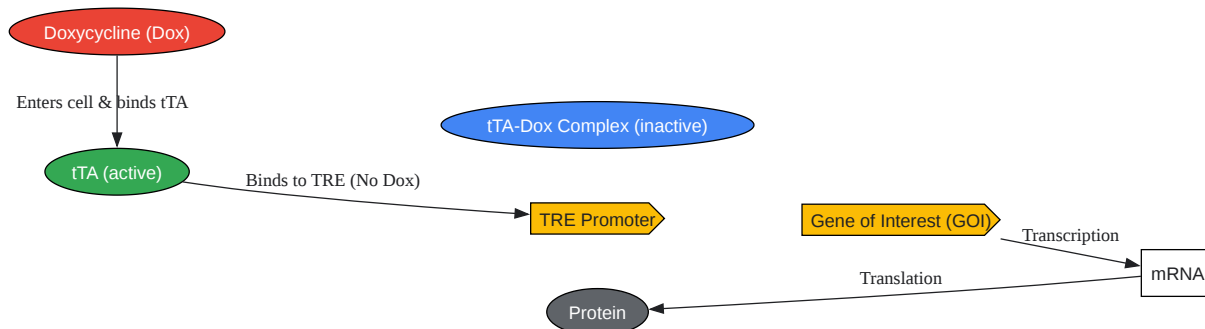 Doxycycline (Dox)
Enters cell & binds tTA
tTA-Dox Complex (inactive)
tTA (active)
Binds to TRE (No Dox)
TRE Promoter
Gene of Interest (GOI)
Transcription
mRNA
Translation
Protein